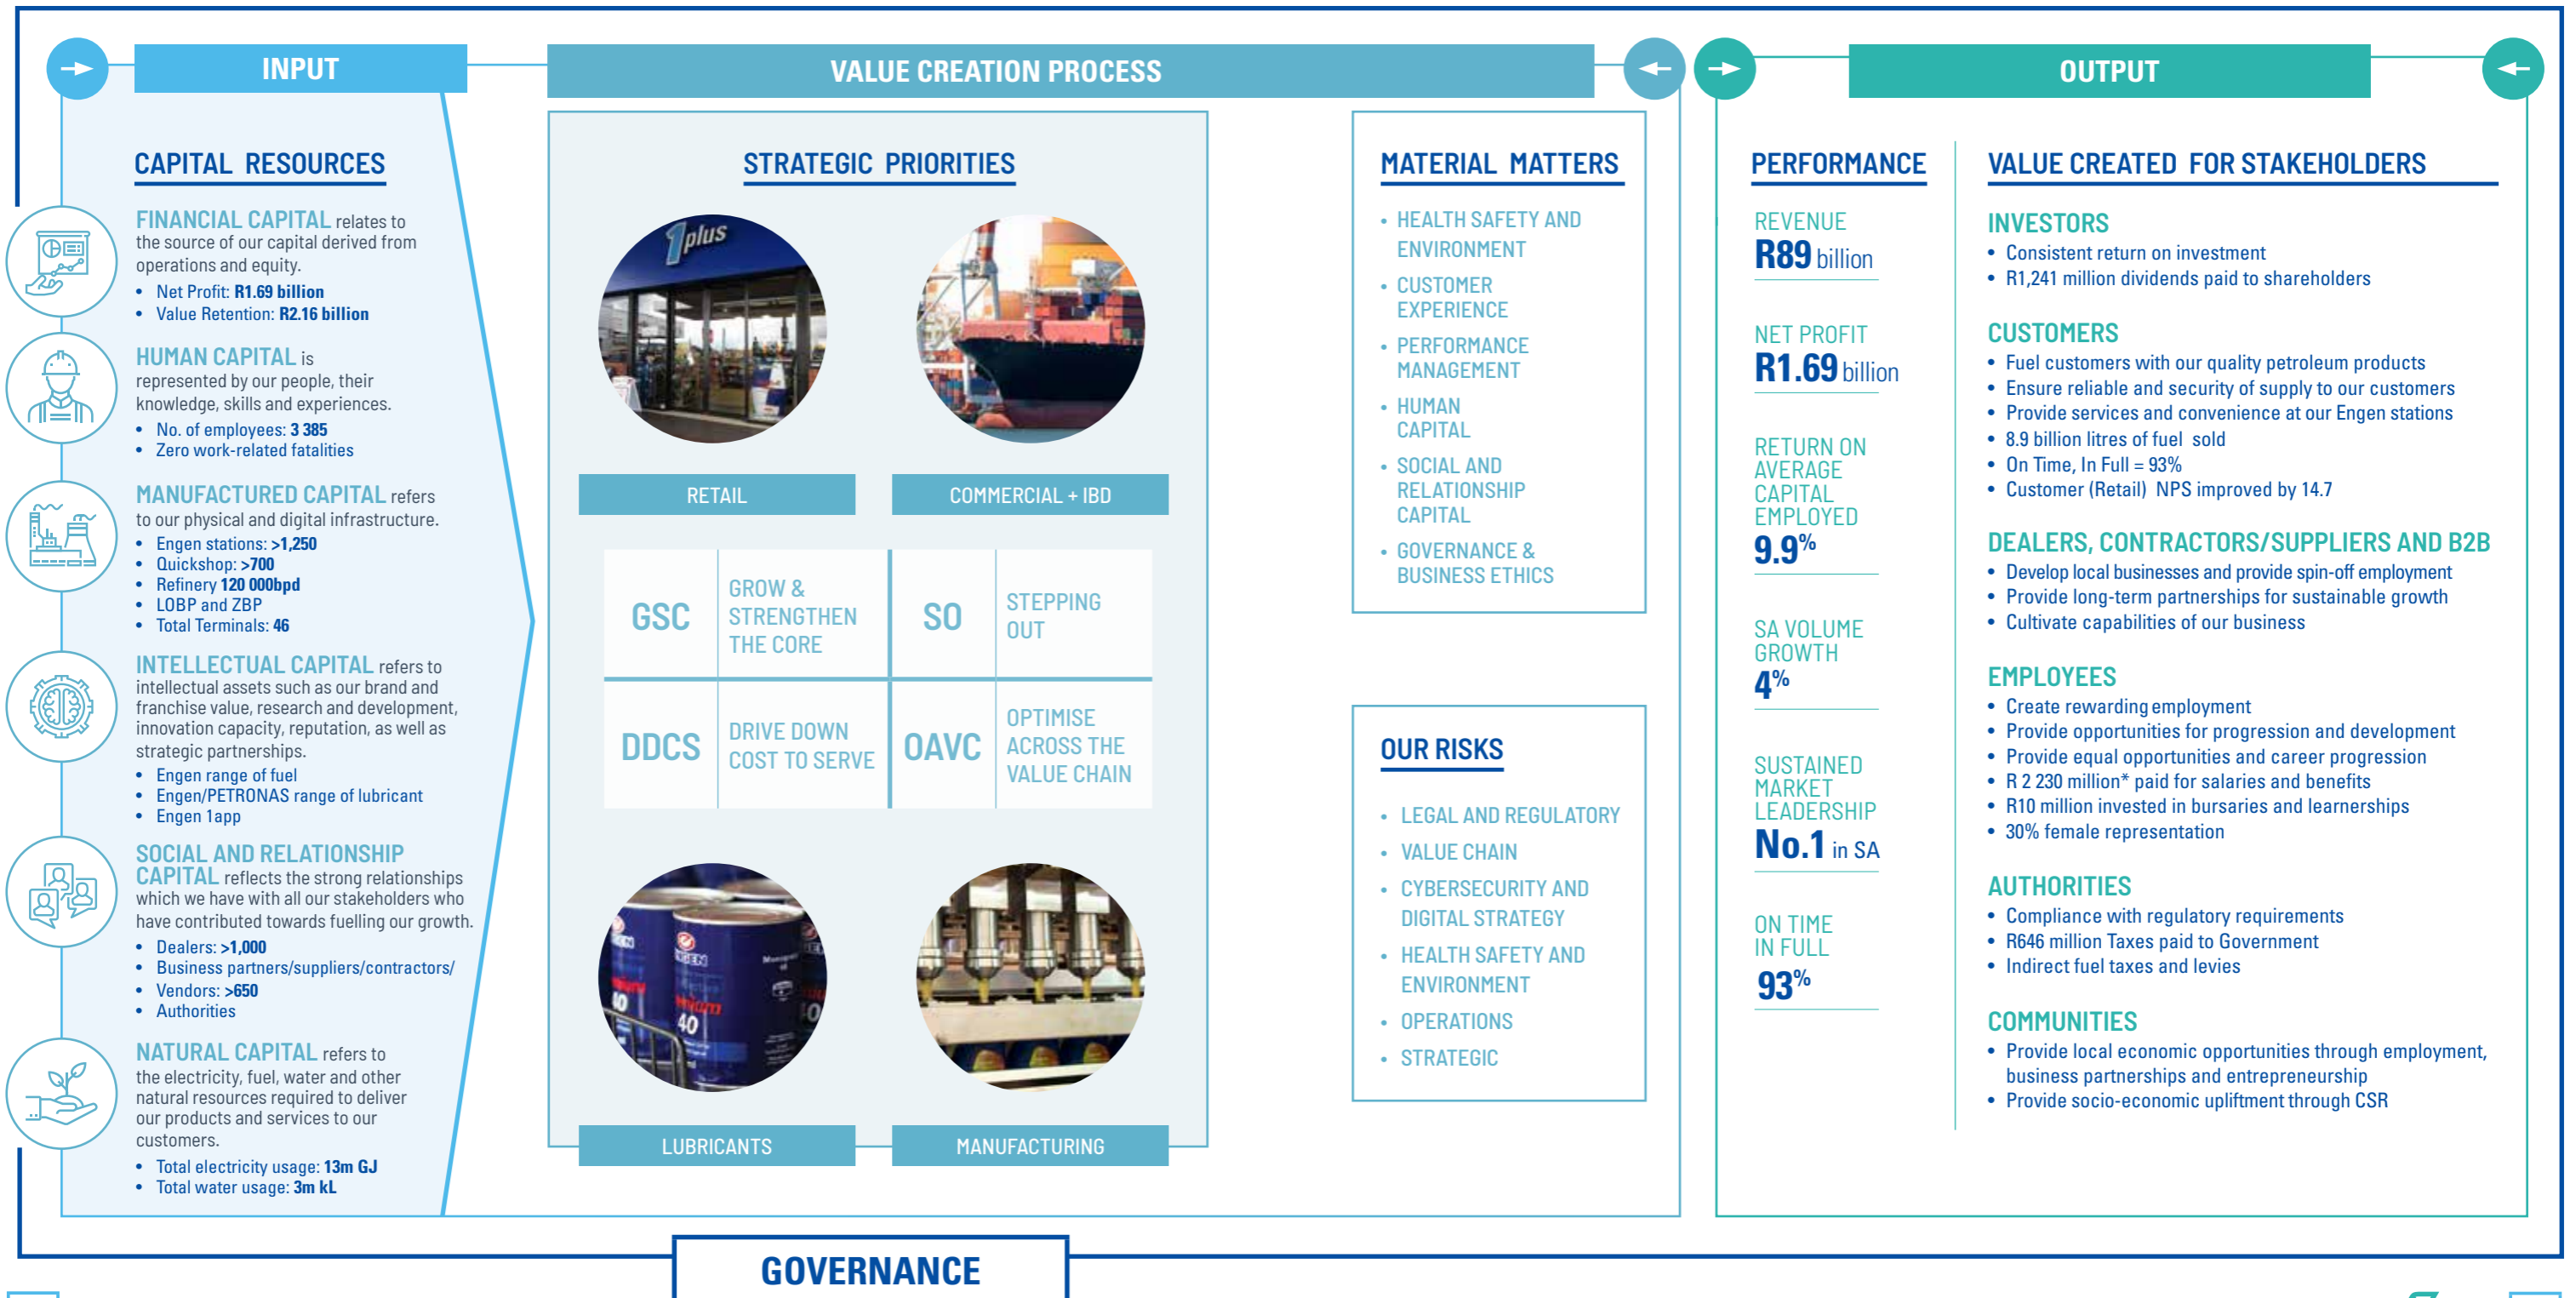 INPUT
CAPITAL RESOURCES
FINANCIAL CAPITAL relates to
the source of our capital derived from
operations and equity.
• Net Profit: R1.69 billion
• Value Retention: R2.16 billion
HUMAN CAPITAL is
represented by our people, their
knowledge, skills and experiences.
• No. of employees: 3 385
• Zero work-related fatalities
MANUFACTURED CAPITAL refers
to our physical and digital infrastructure.
• Engen stations: >1,250
• Quickshop: >700
• Refinery 120 000bpd
• LOBP and ZBP
• Total Terminals: 46
INTELLECTUAL CAPITAL refers to
intellectual assets such as our brand and
franchise value, research and development,
innovation capacity, reputation, as well as
strategic partnerships.
• Engen range of fuel
• Engen/PETRONAS range of lubricant
• Engen 1app
SOCIAL AND RELATIONSHIP
CAPITAL reflects the strong relationships
which we have with all our stakeholders who
have contributed towards fuelling our growth.
• Dealers: >1,000
• Business partners/suppliers/contractors/
• Vendors: >650
• Authorities
NATURAL CAPITAL refers to
the electricity, fuel, water and other
natural resources required to deliver
our products and services to our
customers.
• Total electricity usage: 13m GJ
• Total water usage: 3m kL
VALUE CREATION PROCESS
STRATEGIC PRIORITIES
1plus
RETAIL
COMMERCIAL + IBD
GSC
GROW &
STRENGTHEN
THE CORE
SO
STEPPING
OUT
DDCS
DRIVE DOWN
COST TO SERVE
OAVC
OPTIMISE
ACROSS THE
VALUE CHAIN
40
40
LUBRICANTS
MANUFACTURING
MATERIAL MATTERS
• HEALTH SAFETY AND
ENVIRONMENT
• CUSTOMER
EXPERIENCE
• PERFORMANCE
MANAGEMENT
• HUMAN
CAPITAL
• SOCIAL AND
RELATIONSHIP
CAPITAL
• GOVERNANCE &
BUSINESS ETHICS
OUR RISKS
• LEGAL AND REGULATORY
• VALUE CHAIN
• CYBERSECURITY AND
DIGITAL STRATEGY
• HEALTH SAFETY AND
ENVIRONMENT
• OPERATIONS
• STRATEGIC
OUTPUT
PERFORMANCE
REVENUE
R89 billion
NET PROFIT
R1.69 billion
RETURN ON
AVERAGE
CAPITAL
EMPLOYED
9.9%
SA VOLUME
GROWTH
4%
SUSTAINED
MARKET
LEADERSHIP
No.1 in SA
ON TIME
IN FULL
93%
VALUE CREATED FOR STAKEHOLDERS
INVESTORS
• Consistent return on investment
• R1,241 million dividends paid to shareholders
CUSTOMERS
• Fuel customers with our quality petroleum products
• Ensure reliable and security of supply to our customers
• Provide services and convenience at our Engen stations
• 8.9 billion litres of fuel sold
• On Time, In Full = 93%
• Customer (Retail) NPS improved by 14.7
DEALERS, CONTRACTORS/SUPPLIERS AND B2B
• Develop local businesses and provide spin-off employment
• Provide long-term partnerships for sustainable growth
• Cultivate capabilities of our business
EMPLOYEES
• Create rewarding employment
• Provide opportunities for progression and development
• Provide equal opportunities and career progression
• R 2 230 million* paid for salaries and benefits
• R10 million invested in bursaries and learnerships
• 30% female representation
AUTHORITIES
• Compliance with regulatory requirements
• R646 million Taxes paid to Government
• Indirect fuel taxes and levies
COMMUNITIES
• Provide local economic opportunities through employment,
business partnerships and entrepreneurship
• Provide socio-economic upliftment through CSR
GOVERNANCE